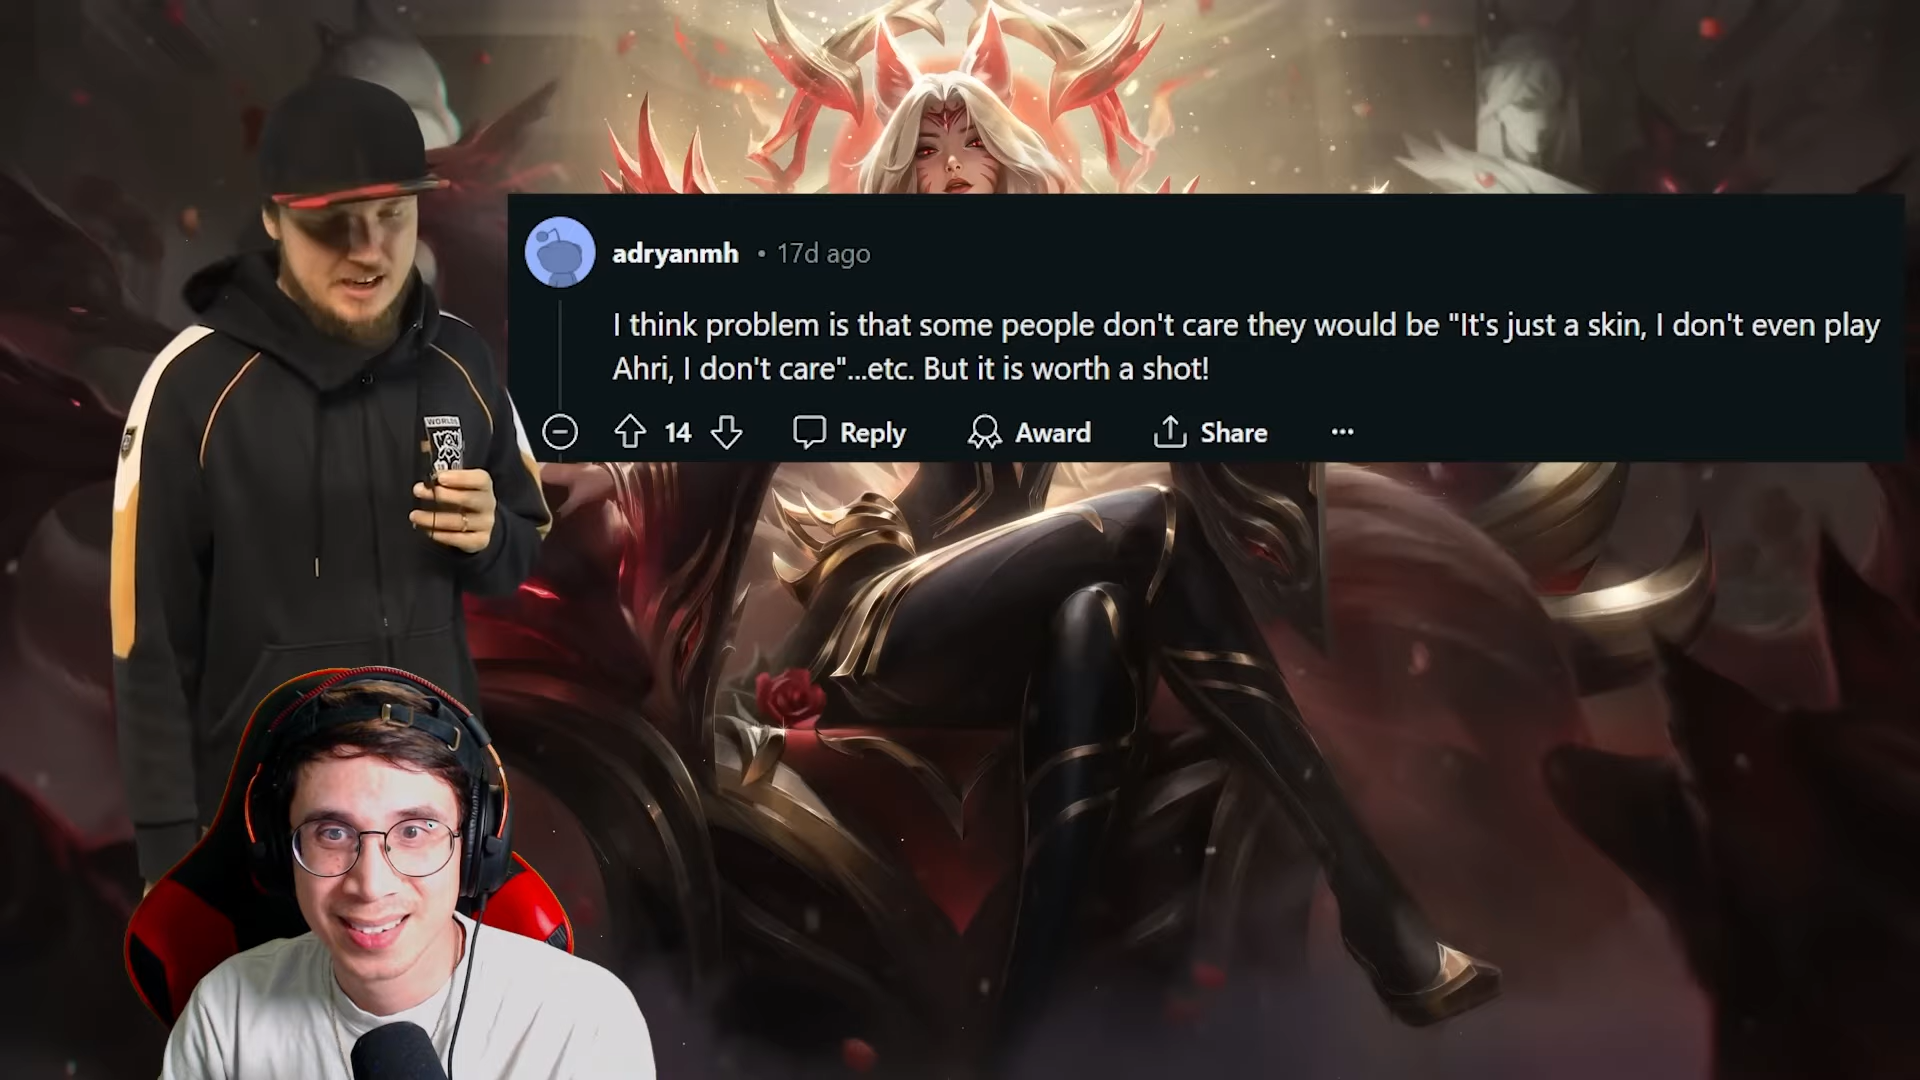 adryanmh • 17d ago
I think problem is that some people don't care they would be "It's just a skin, I don't even play
Ahri, I don't care"...etc. But it is worth a shot!
14 Reply Award Share ...
WORLDS